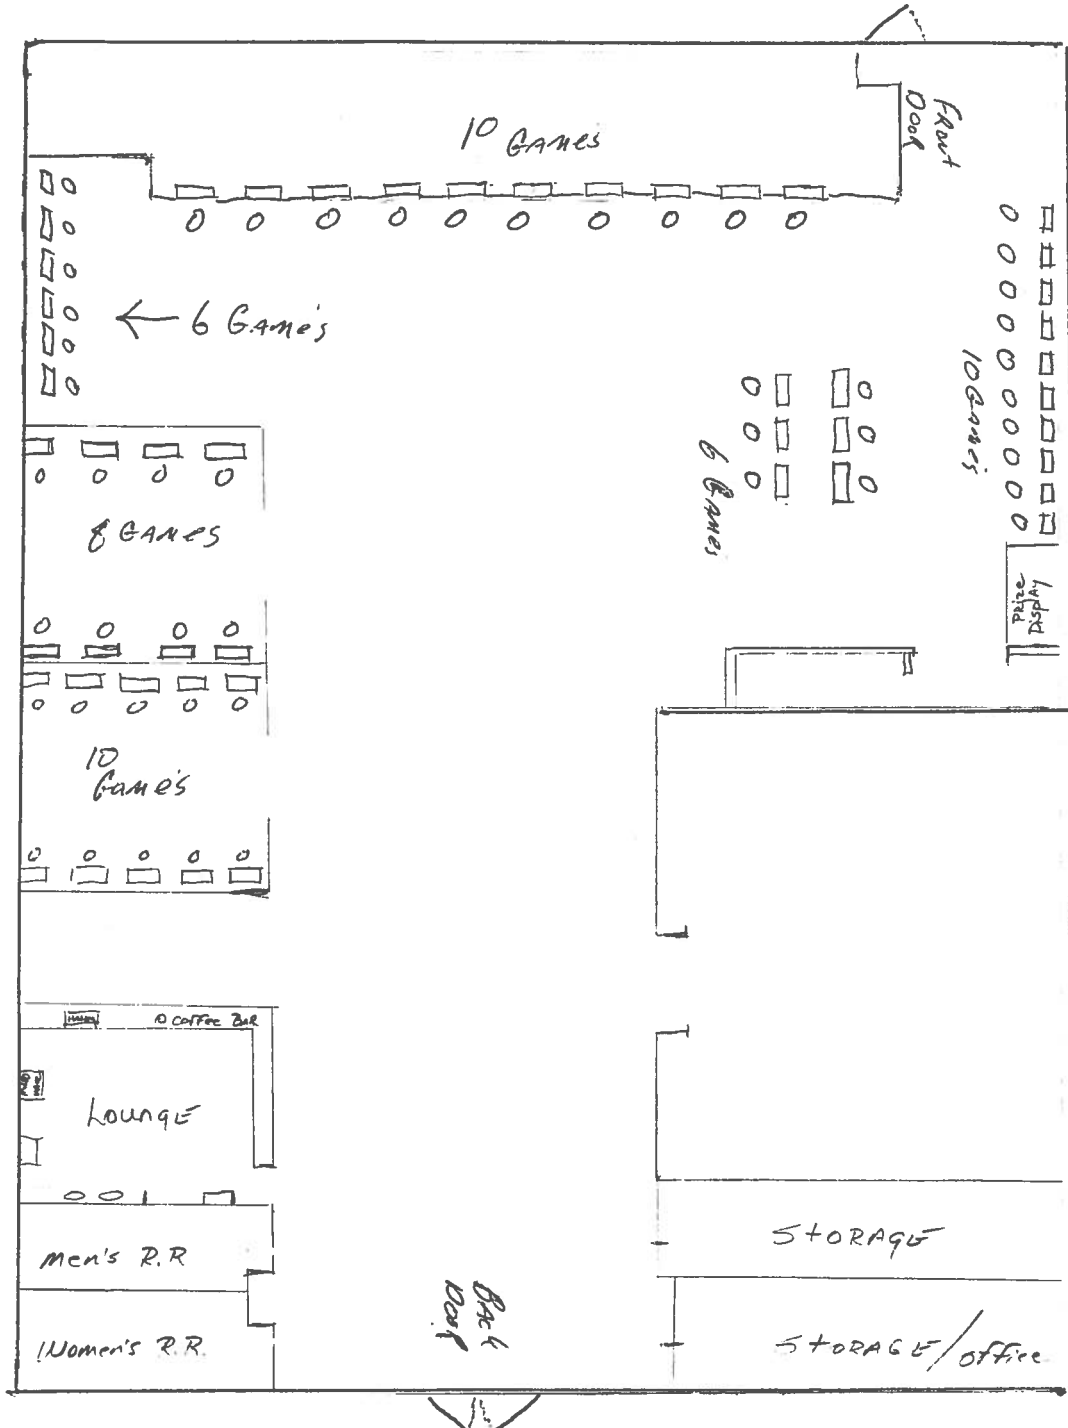 10 Games
Front
Door
← 6 Game's
10 Games
6 Games
8 Games
Prize
Display
10
Game's
Coffee Bar
Lounge
Men's R.R
Women's R.R.
Back
Door
Storage
Storage/office